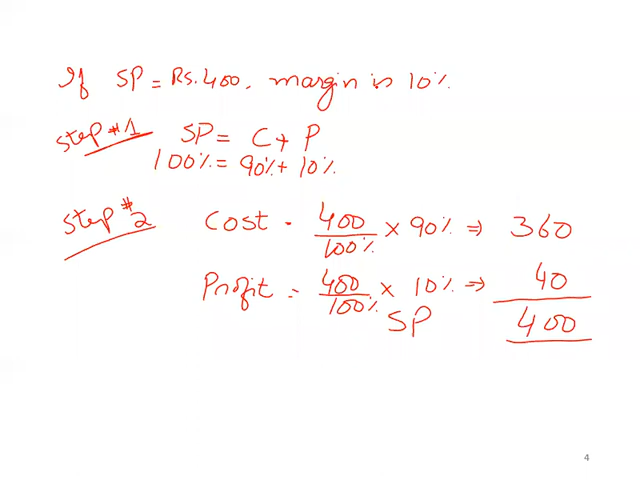 If SP = Rs. 400, margin is 10%
Step #1 SP = C + P
100% = 90% + 10%
Step #2 Cost - 400/100% × 90% ⇒ 360
Profit = 400/100% × 10% ⇒ 40
SP 400
4